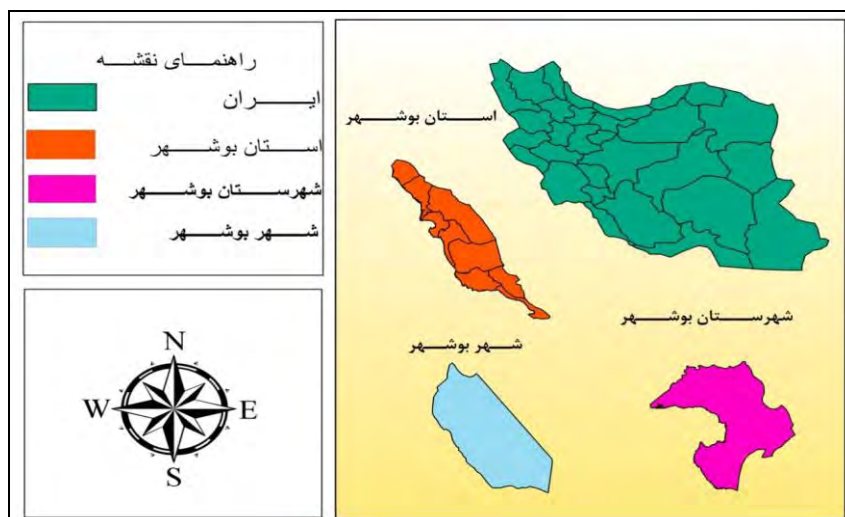 راهنمای نقشه
ایران
استان بوشهر
شهرستان بوشهر
شهر بوشهر
N
W E
S
استان بوشهر
شهرستان بوشهر
شهر بوشهر